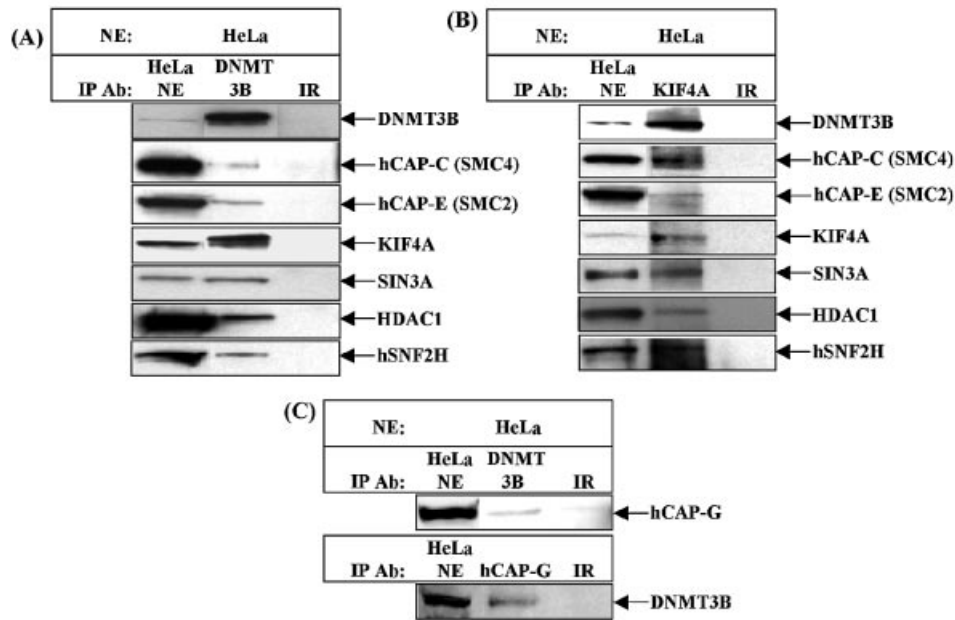 (A)
NE: HeLa
HeLa DNMT
IP Ab: NE 3B IR
DNMT3B
hCAP-C (SMC4)
hCAP-E (SMC2)
KIF4A
SIN3A
HDAC1
hSNF2H
(B)
NE: HeLa
HeLa
IP Ab: NE KIF4A IR
DNMT3B
hCAP-C (SMC4)
hCAP-E (SMC2)
KIF4A
SIN3A
HDAC1
hSNF2H
(C)
NE: HeLa
HeLa DNMT
IP Ab: NE 3B IR
hCAP-G
HeLa
IP Ab: NE hCAP-G IR
DNMT3B